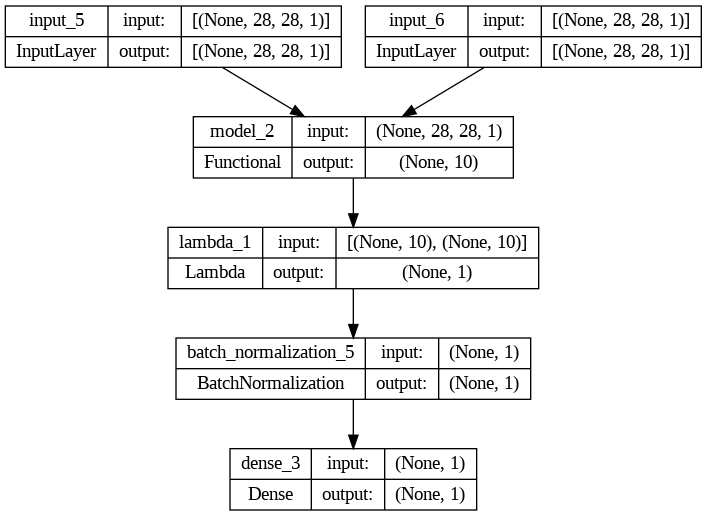 input_5 input: [(None, 28, 28, 1)]
InputLayer output: [(None, 28, 28, 1)]
input_6 input: [(None, 28, 28, 1)]
InputLayer output: [(None, 28, 28, 1)]
model_2 input: (None, 28, 28, 1)
Functional output: (None, 10)
lambda_1 input: [(None, 10), (None, 10)]
Lambda output: (None, 1)
batch_normalization_5 input: (None, 1)
BatchNormalization output: (None, 1)
dense_3 input: (None, 1)
Dense output: (None, 1)